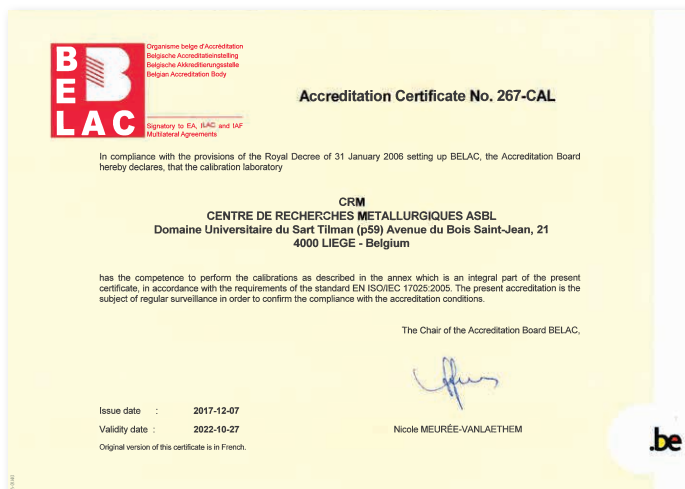 Organisme belge d'Accréditation
Belgische Accreditatieinstelling
Belgische Akkreditierungsstelle
Belgian Accreditation Body
B
E
LAC
Signatory to EA, ILAC and IAF
Multilateral Agreements
Accreditation Certificate No. 267-CAL
In compliance with the provisions of the Royal Decree of 31 January 2006 setting up BELAC, the Accreditation Board
hereby declares, that the calibration laboratory
CRM
CENTRE DE RECHERCHES METALLURGIQUES ASBL
Domaine Universitaire du Sart Tilman (p59) Avenue du Bois Saint-Jean, 21
4000 LIEGE - Belgium
has the competence to perform the calibrations as described in the annex which is an integral part of the present
certificate, in accordance with the requirements of the standard EN ISO/IEC 17025:2005. The present accreditation is the
subject of regular surveillance in order to confirm the compliance with the accreditation conditions.
The Chair of the Accreditation Board BELAC,
Issue date : 2017-12-07
Validity date : 2022-10-27
Nicole MEURÉE-VANLAETHEM
Original version of this certificate is in French.
.be